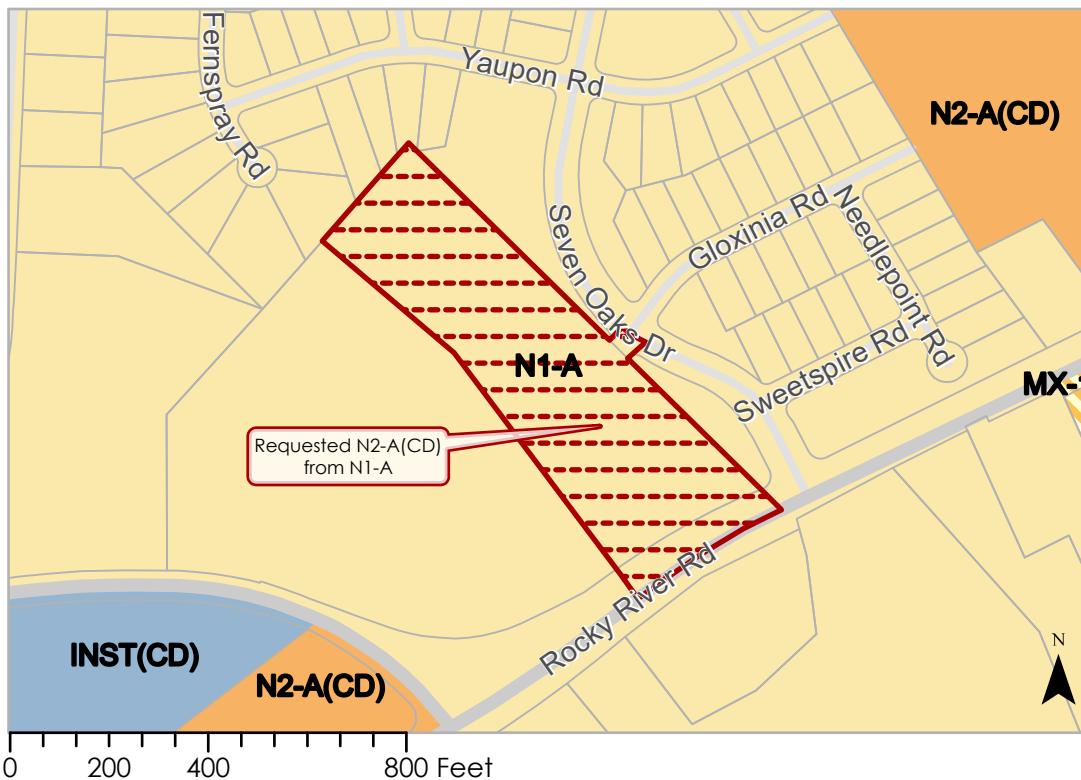 Fernspray Rd
Yaupon Rd
N2-A(CD)
Seven Oaks Dr
Gloxinia Rd
Needlepoint Rd
Sweetspire Rd
N1-A
MX-
Requested N2-A(CD)
from N1-A
Rocky River Rd
INST(CD)
N2-A(CD)
N
0 200 400 800 Feet